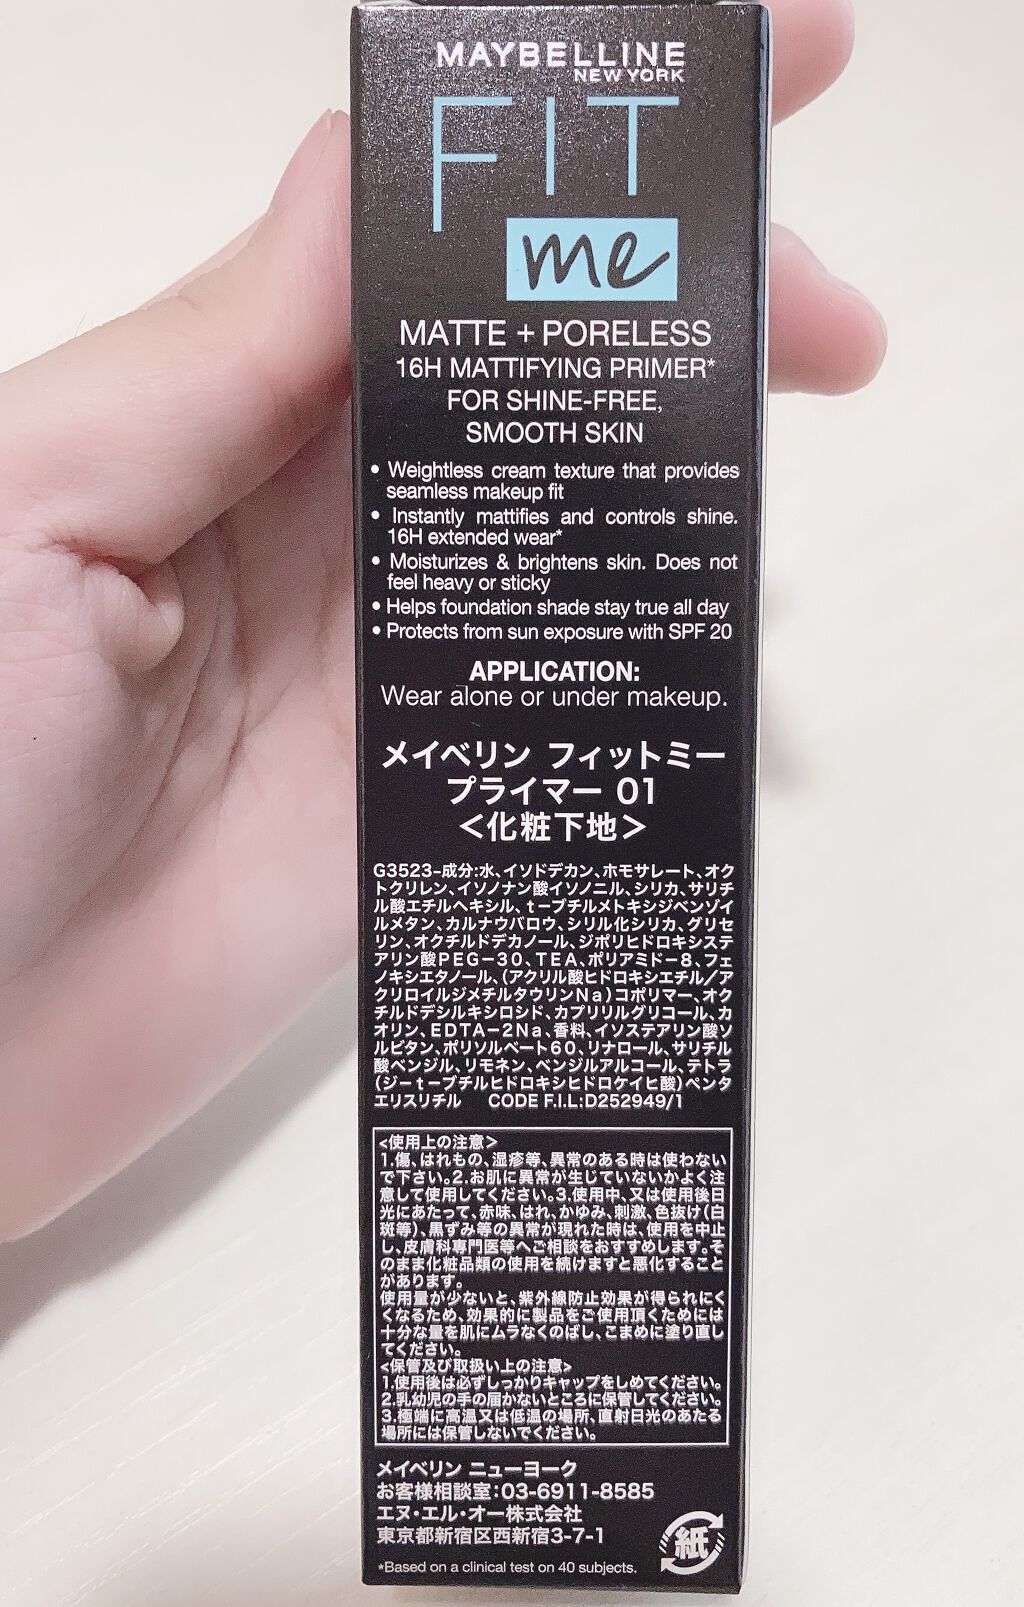 MAYBELLINE
NEW YORK
FIT
me
MATTE + PORELESS
16H MATTIFYING PRIMER*
FOR SHINE-FREE,
SMOOTH SKIN
• Weightless cream texture that provides
seamless makeup fit
• Instantly mattifies and controls shine.
16H extended wear*
• Moisturizes & brightens skin. Does not
feel heavy or sticky
• Helps foundation shade stay true all day
• Protects from sun exposure with SPF 20
APPLICATION:
Wear alone or under makeup.
メイベリン フィットミー
プライマー 01
<化粧下地>
G3523-成分:水、イソドデカン、ホモサレート、オク
トクリレン、イソノナン酸イソノニル、シリカ、サリチ
ル酸エチルヘキシル、t-ブチルメトキシジベンゾイ
ルメタン、カルナウバロウ、シリル化シリカ、グリセ
リン、オクチルドデカノール、ジポリヒドロキシステ
アリン酸PEG-30、TEA、ポリアミド-8、フェ
ノキシエタノール、(アクリル酸ヒドロキシエチル/ア
クリロイルジメチルタウリンNa)コポリマー、オク
チルドデシルキシロシド、カプリリルグリコール、カ
オリン、EDTA-2Na、香料、イソステアリン酸ソ
ルビタン、ポリソルベート60、リナロール、サリチル
酸ベンジル、リモネン、ベンジルアルコール、テトラ
(ジ-t-ブチルヒドロキシヒドロケイヒ酸)ペンタ
エリスリチル CODE F.I.L:D252949/1
<使用上の注意>
1.傷、はれもの、湿疹等、異常のある時は使わない
で下さい。2.お肌に異常が生じていないかよく注
意して使用してください。3.使用中、又は使用後日
光にあたって、赤味、はれ、かゆみ、刺激、色抜け(白
斑等)、黒ずみ等の異常が現れた時は、使用を中止
し、皮膚科専門医等へご相談をおすすめします。そ
のまま化粧品類の使用を続けますと悪化すること
があります。
使用量が少ないと、紫外線防止効果が得られにく
くなるため、効果的に製品をご使用頂くためには
十分な量を肌にムラなくのばし、こまめに塗り直し
てください。
<保管及び取扱い上の注意>
1.使用後は必ずしっかりキャップをしめてください。
2.乳幼児の手の届かないところに保管してください。
3.極端に高温又は低温の場所、直射日光のあたる
場所には保管しないでください。
メイベリン ニューヨーク
お客様相談室:03-6911-8585
エヌ・エル・オー株式会社
東京都新宿区西新宿3-7-1
紙
*Based on a clinical test on 40 subjects.